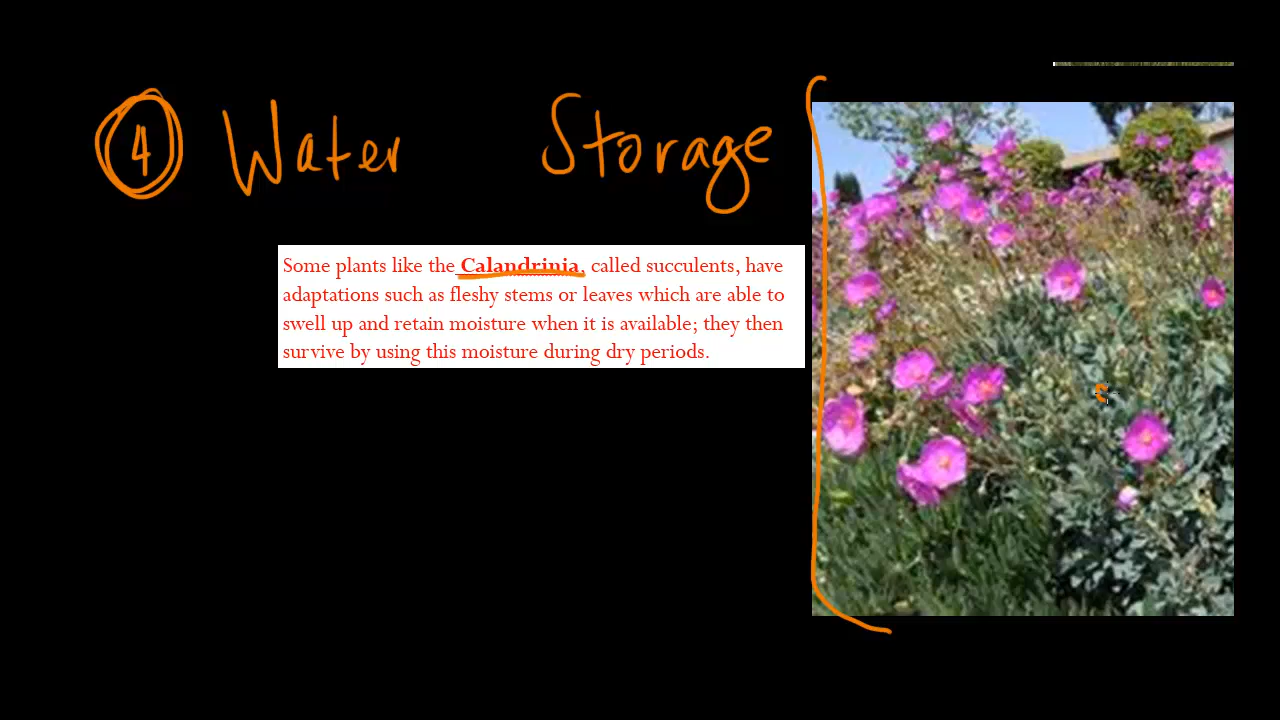 4 Water Storage
Some plants like the Calandrinia, called succulents, have
adaptations such as fleshy stems or leaves which are able to
swell up and retain moisture when it is available; they then
survive by using this moisture during dry periods.